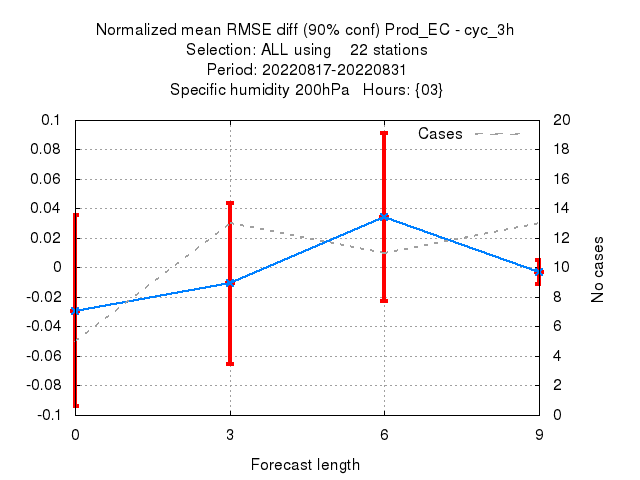 Normalized mean RMSE diff (90% conf) Prod_EC - cyc_3h
Selection: ALL using    22 stations
Period: 20220817-20220831
Specific humidity 200hPa   Hours: {03}
0.1
0.08
0.06
0.04
0.02
0
-0.02
-0.04
-0.06
-0.08
-0.1
Cases
20
18
16
14
12
10
8
6
4
2
0
No cases
0 3 6 9
Forecast length